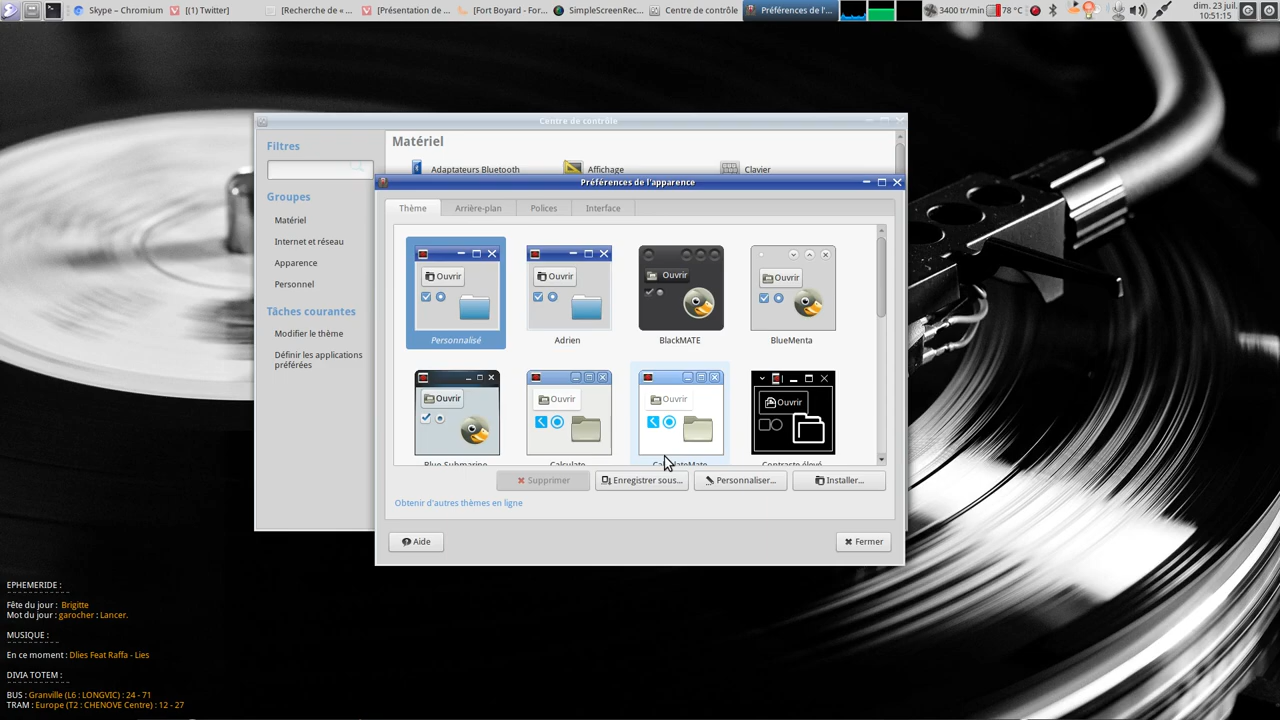 Skype – Chromium
[(1) Twitter]
[Recherche de « ...
[Présentation de ...
[Fort Boyard - For...
SimpleScreenRec...
Centre de contrôle
Préférences de l'...
3400 tr/min
78 °C
dim. 23 juil.
10:51:15
Centre de contrôle
Filtres
Matériel
Adaptateurs Bluetooth
Affichage
Clavier
Groupes
Matériel
Internet et réseau
Apparence
Personnel
Tâches courantes
Modifier le thème
Définir les applications
préférées
Préférences de l'apparence
Thème
Arrière-plan
Polices
Interface
Ouvrir
Ouvrir
Ouvrir
Ouvrir
Personnalisé
Adrien
BlackMATE
BlueMenta
Ouvrir
Ouvrir
Ouvrir
Ouvrir
Blue Submarine
Calculate
Contraste élevé
Supprimer
Enregistrer sous...
Personnaliser...
Installer...
Obtenir d'autres thèmes en ligne
Aide
Fermer
EPHEMERIDE :
Fête du jour : Brigitte
Mot du jour : garocher : Lancer.
MUSIQUE :
En ce moment : Dlies Feat Raffa - Lies
DIVIA TOTEM :
BUS : Granville (L6 : LONGVIC) : 24 - 71
TRAM : Europe (T2 : CHENOVE Centre) : 12 - 27